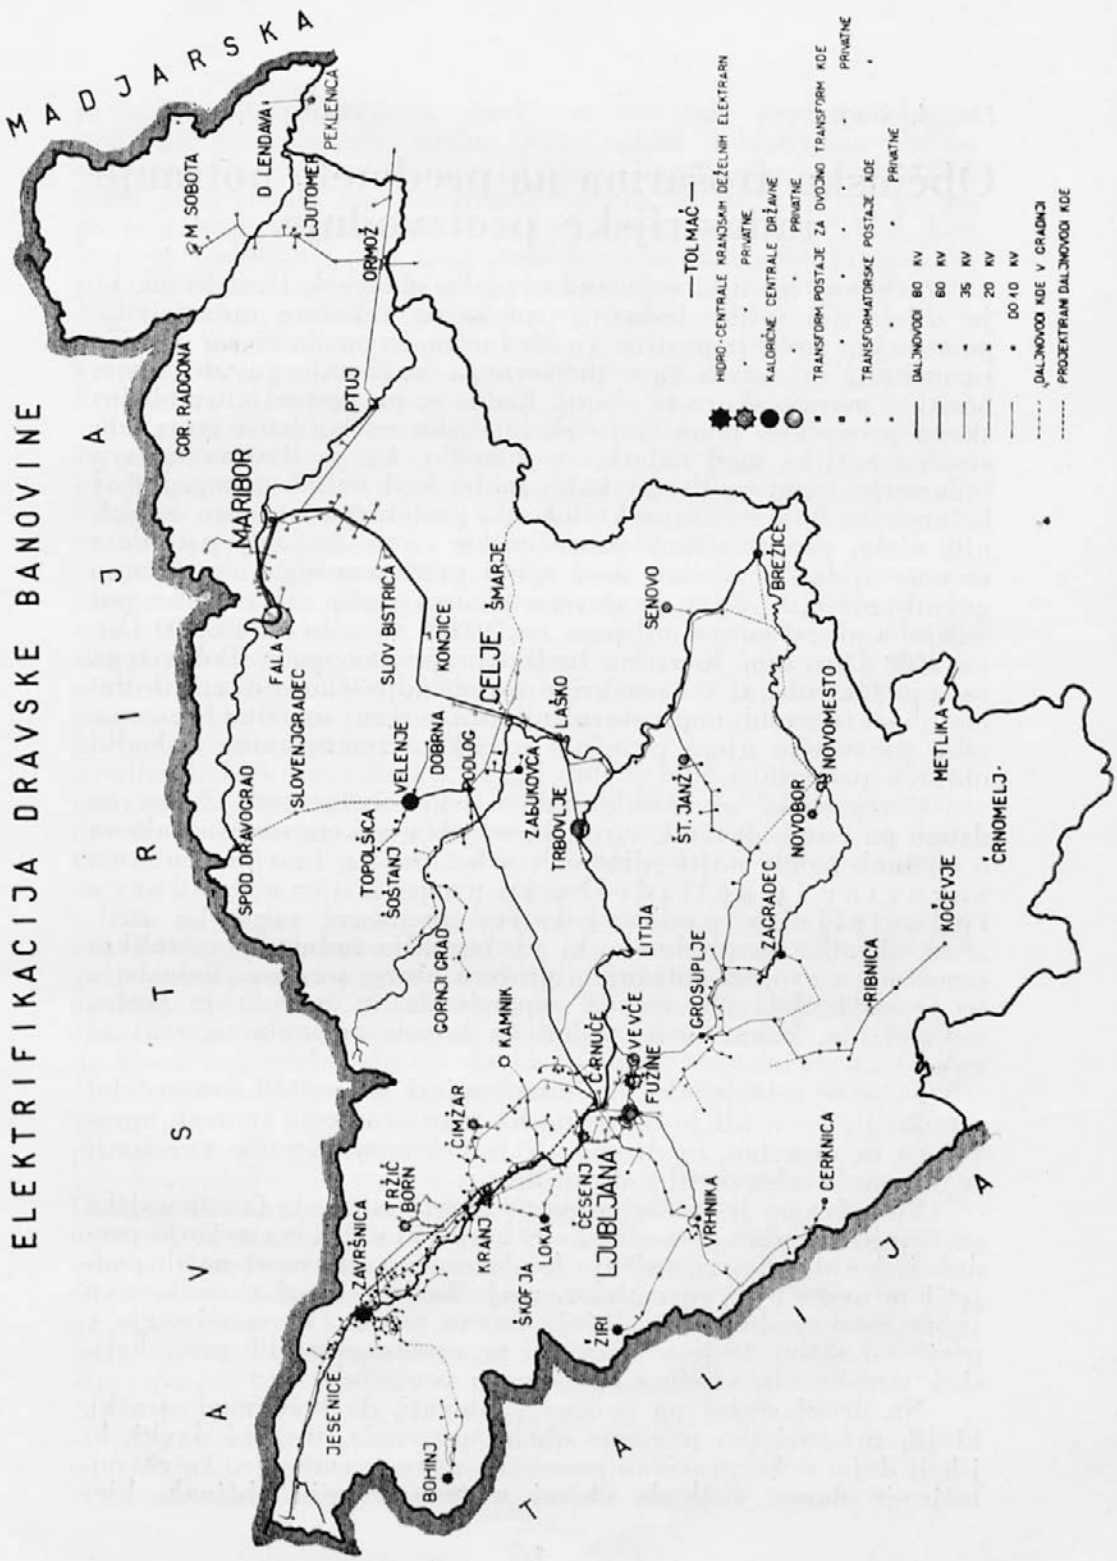 ELEKTRIFIKACIJA DRAVSKE BANOVINE
MADJARSKA
AVSTRIJA
ITALIJA
M. SOBOTA
D. LENDAVA
PEKLENICA
LJUTOMER
ORMOŽ
GOR. RADGONA
PTUJ
MARIBOR
FALA
SLOV BISTRICA
KONJICE
ŠMARJE
SPOD. DRAVOGRAD
SLOVENJGRADEC
VELENJE
DOBRNA
CELJE
TOPOLŠICA
ŠOŠTANJ
PODLOG
ZABUKOVCA
LAŠKO
TRBOVLJE
SENOVO
BREŽICE
GORNJI GRAD
KAMNIK
LITIJA
ŠT. JANŽ
NOVOMESTO
NOVOBOR
METLIKA
ČRNOMELJ
ZAGRADEC
KOČEVJE
RIBNICA
GROSUPLJE
ČRNUČE
VEVČE
FUŽINE
ČIMŽAR
TRŽIČ
BORN
ZAVRŠNICA
KRANJ
ČEŠENJ
LJUBLJANA
ŠKOFJA LOKA
VRHNIKA
CERKNICA
ŽIRI
JESENICE
BOHINJ
— TOLMAČ —
HIDRO-CENTRALE KRANJSKIH DEŽELNIH ELEKTRARN
" " PRIVATNE
KALORIČNE CENTRALE DRŽAVNE
" " PRIVATNE
TRANSFORM. POSTAJE ZA DVOJNO TRANSFORM KDE
" " " " " PRIVATNE
TRANSFORMATORSKE POSTAJE KDE
" " PRIVATNE
DALJNOVODI 80 KV
" 60 KV
" 35 KV
" 20 KV
" DO 10 KV
DALJNOVODI KDE V GRADNJI
PROJEKTIRANI DALJNOVODI KDE